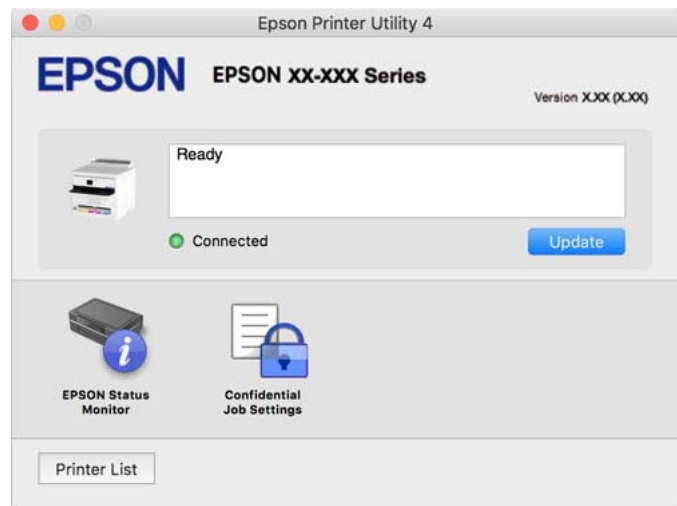 Epson Printer Utility 4
EPSON
EPSON XX-XXX Series
Version X.XX (X.XX)
Ready
Connected
Update
EPSON Status
Monitor
Confidential
Job Settings
Printer List